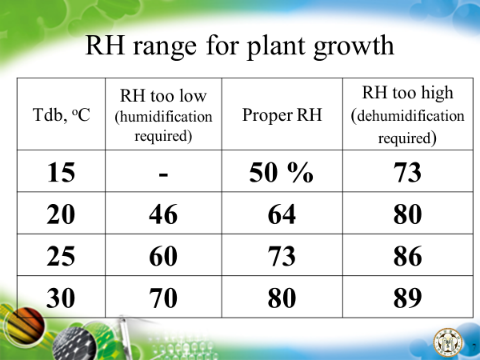 RH range for plant growth
Tdb, ºC
RH too low
(humidification
required)
Proper RH
RH too high
(dehumidification
required)
15 - 50 % 73
20 46 64 80
25 60 73 86
30 70 80 89